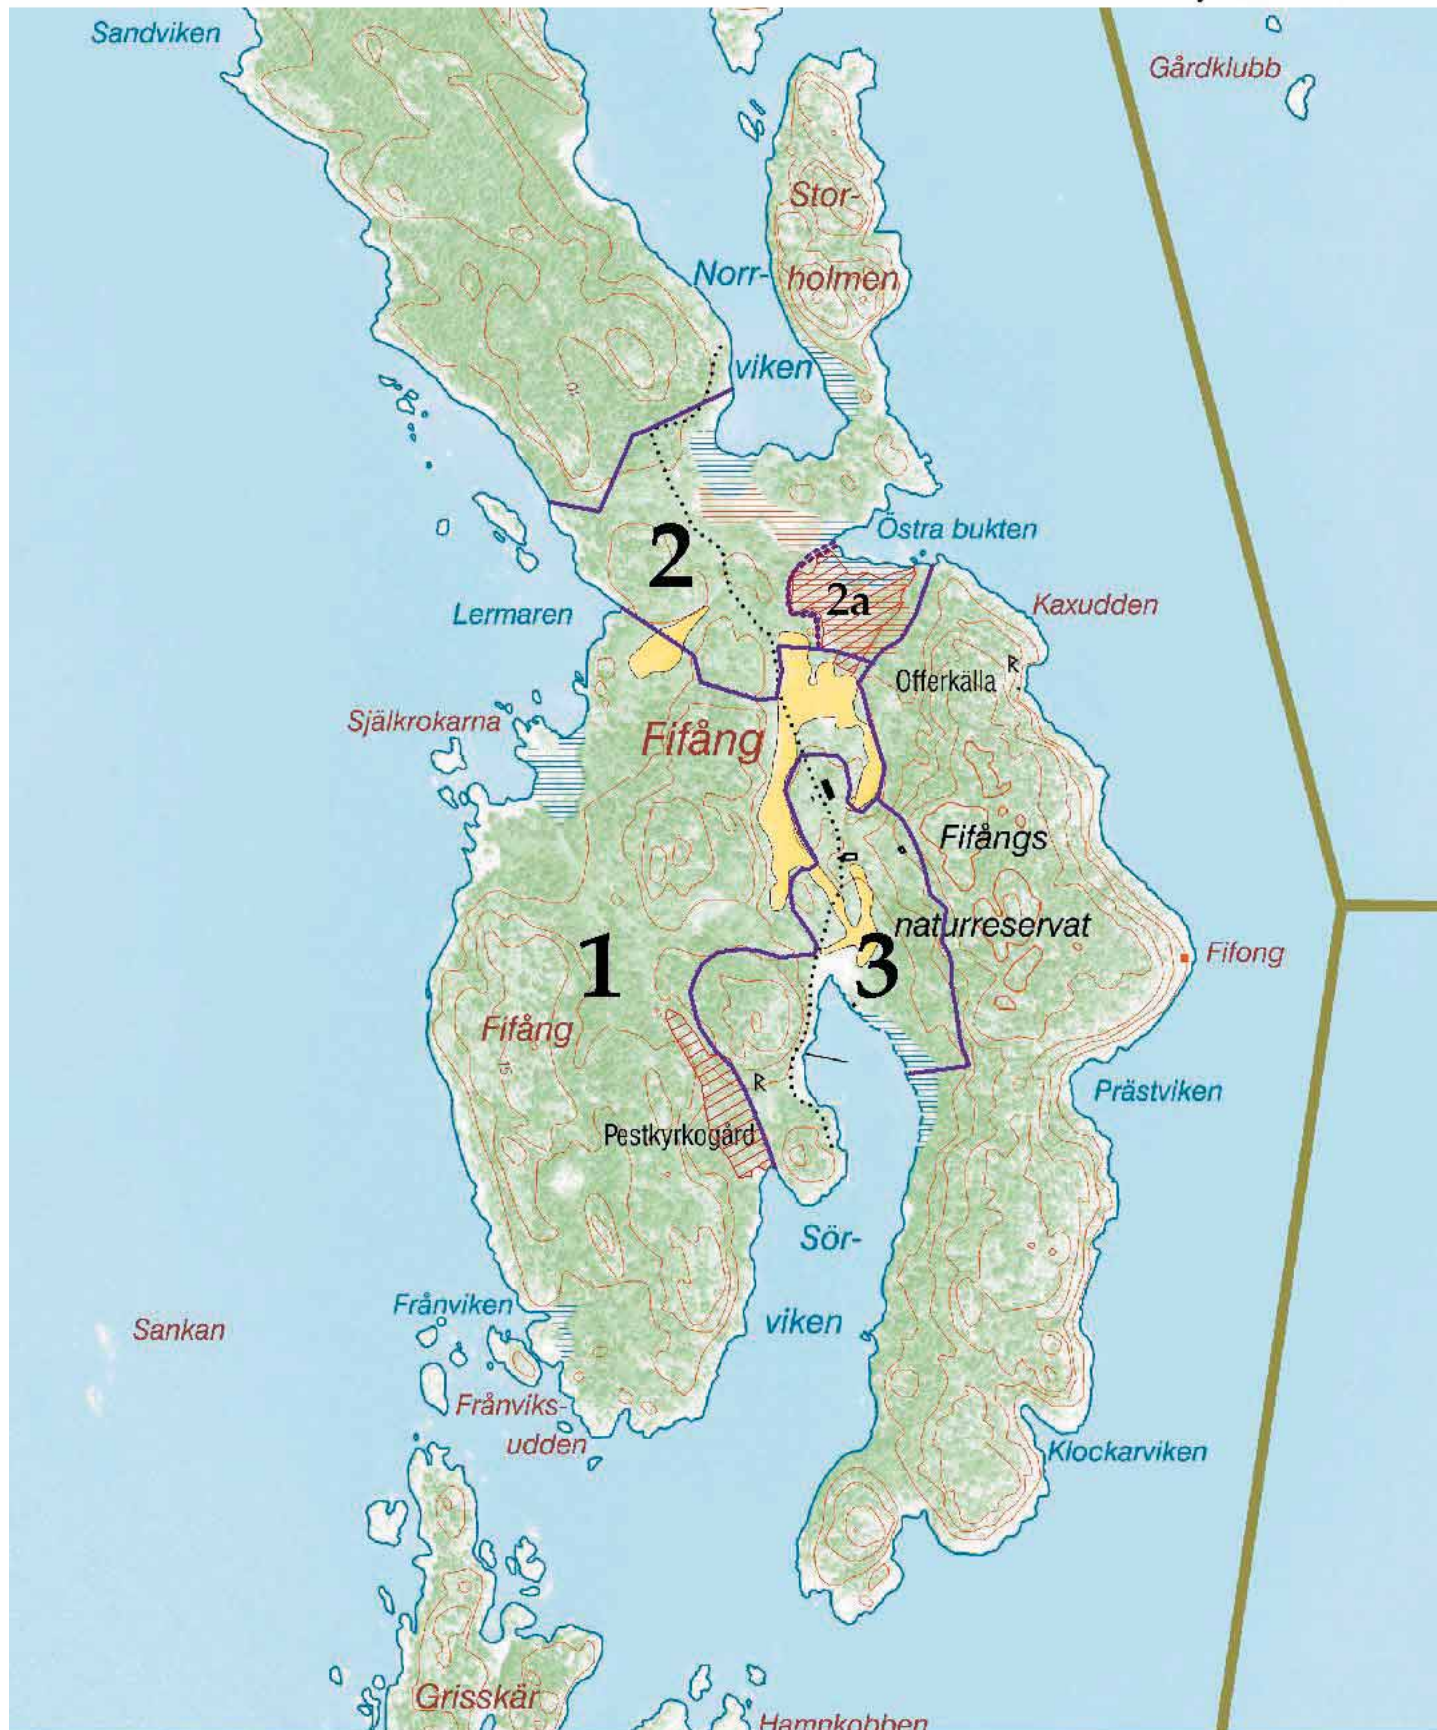 Sandviken
Gårdklubb
Stor-
Norr-
holmen
viken
2
Östra bukten
2a
Kaxudden
Lermaren
R
Offerkälla
Själkrokarna
Fifång
Fifångs
naturreservat
1
3
Fifong
Fifång
R
Prästviken
Pestkyrkogård
Sör-
Frånviken
viken
Sankan
Frånviks-
udden
Klockarviken
Grisskär
Hamnkobben